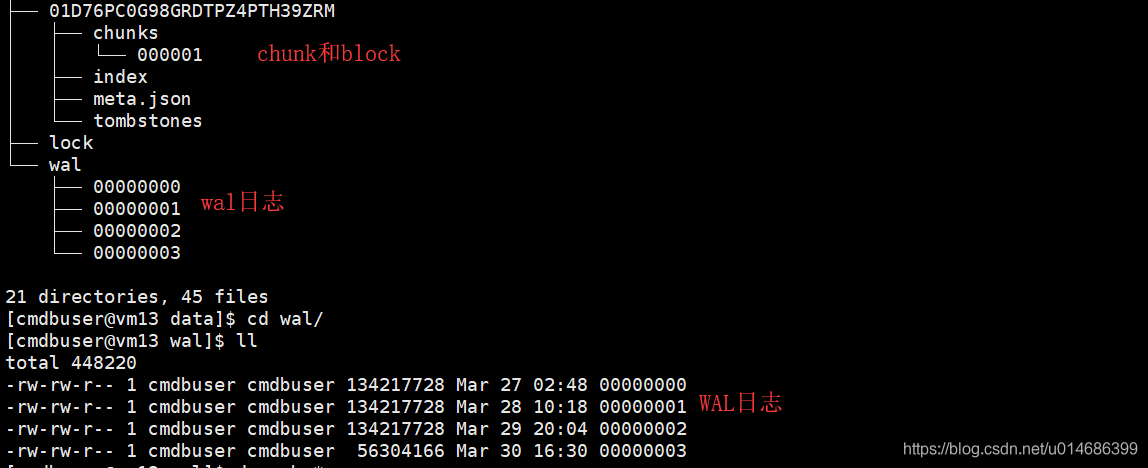 ├── 01D76PC0G98GRDTPZ4PTH39ZRM
│   ├── chunks
│   │   └── 000001 chunk和block
│   ├── index
│   ├── meta.json
│   └── tombstones
├── lock
└── wal
    ├── 00000000
    ├── 00000001 wal日志
    ├── 00000002
    └── 00000003
21 directories, 45 files
[cmdbuser@vm13 data]$ cd wal/
[cmdbuser@vm13 wal]$ ll
total 448220
-rw-rw-r-- 1 cmdbuser cmdbuser 134217728 Mar 27 02:48 00000000
-rw-rw-r-- 1 cmdbuser cmdbuser 134217728 Mar 28 10:18 00000001 WAL日志
-rw-rw-r-- 1 cmdbuser cmdbuser 134217728 Mar 29 20:04 00000002
-rw-rw-r-- 1 cmdbuser cmdbuser  56304166 Mar 30 16:30 00000003
https://blog.csdn.net/u014686399